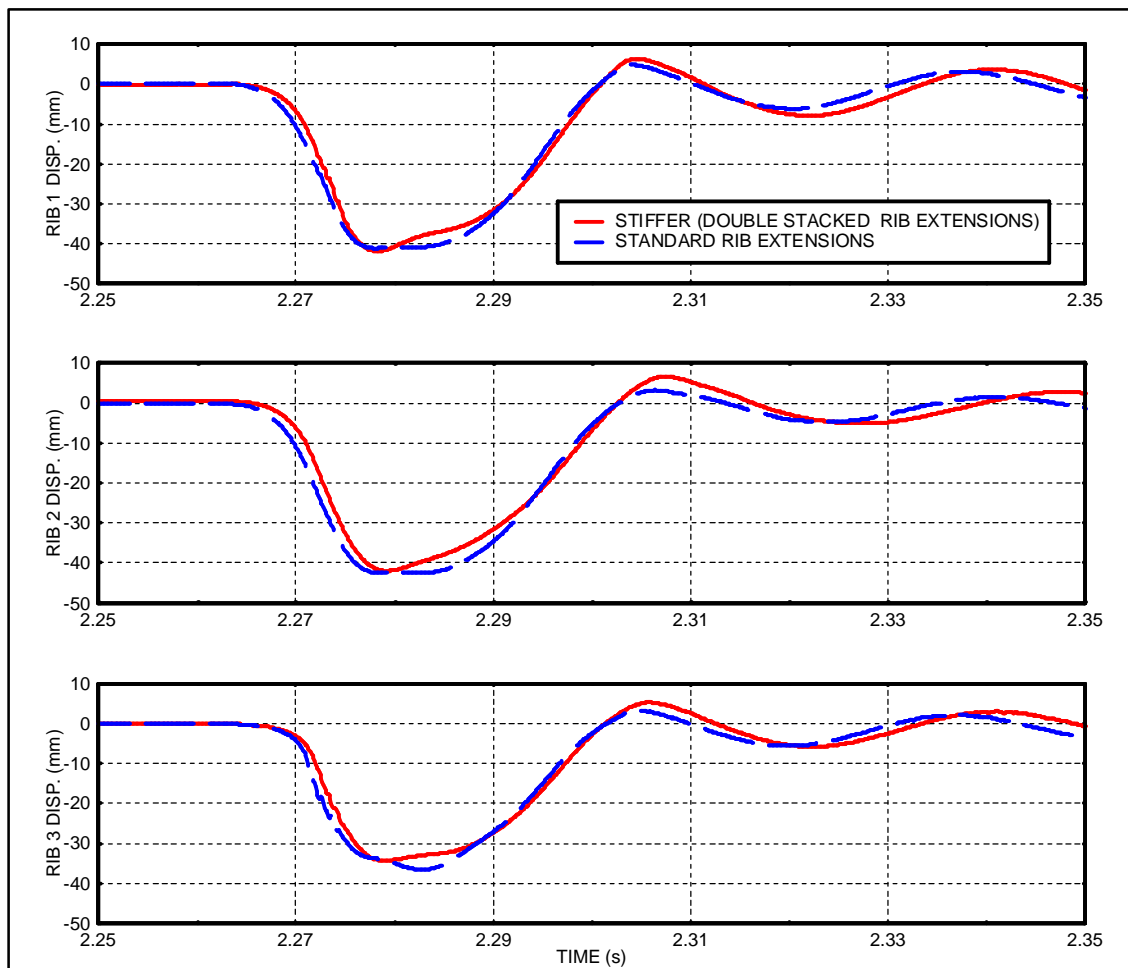 10
0
-10
-20
-30
-40
-50
RIB 1 DISP. (mm)
STIFFER (DOUBLE STACKED RIB EXTENSIONS)
STANDARD RIB EXTENSIONS
2.25 2.27 2.29 2.31 2.33 2.35
10
0
-10
-20
-30
-40
-50
RIB 2 DISP. (mm)
2.25 2.27 2.29 2.31 2.33 2.35
10
0
-10
-20
-30
-40
-50
RIB 3 DISP. (mm)
2.25 2.27 2.29 2.31 2.33 2.35
TIME (s)